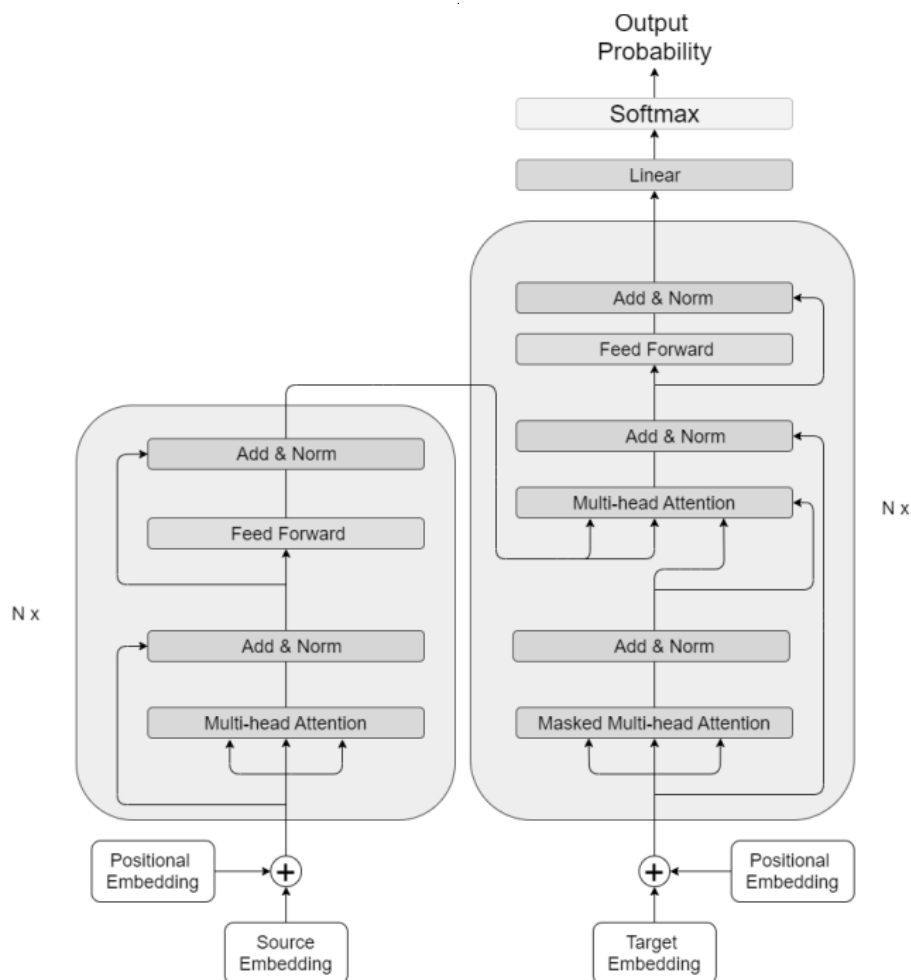 Output
Probability
Softmax
Linear
Add & Norm
Feed Forward
Add & Norm
Multi-head Attention
N x
Add & Norm
Masked Multi-head Attention
Add & Norm
Feed Forward
N x
Add & Norm
Multi-head Attention
Positional
Embedding
Source
Embedding
Positional
Embedding
Target
Embedding